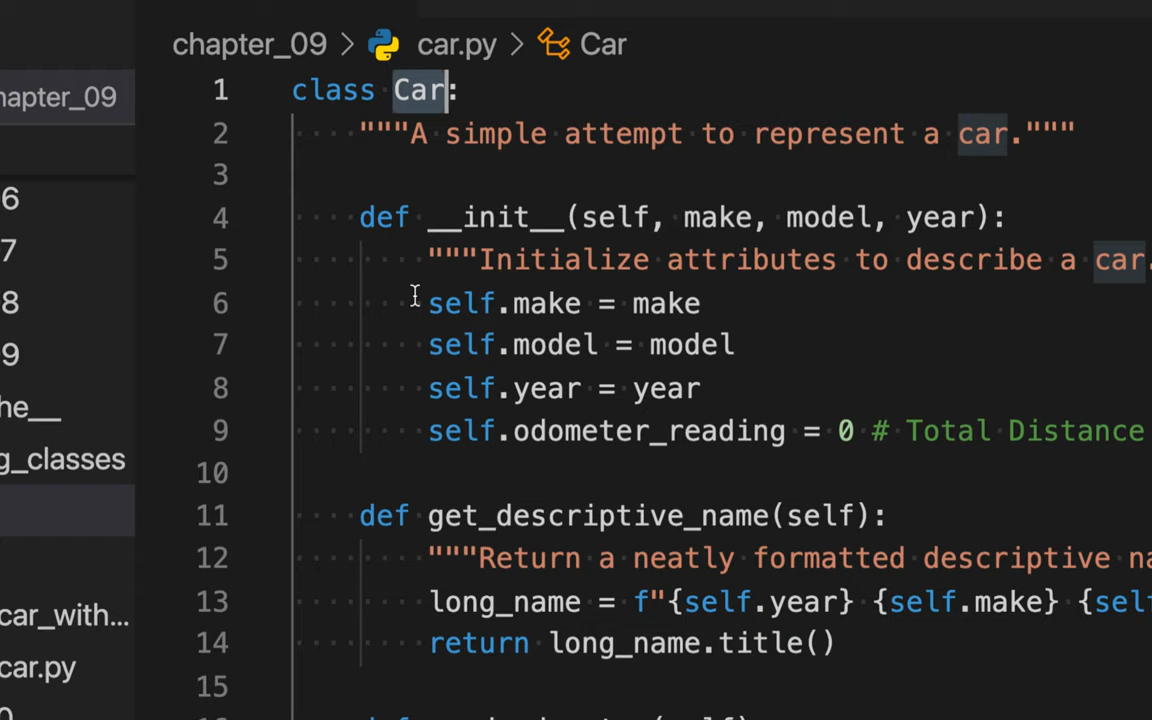 chapter_09 > car.py > Car
hapter_09
6
7
8
9
he__
g_classes
car_with...
car.py
1 class Car:
2 """A simple attempt to represent a car."""
3
4 def __init__(self, make, model, year):
5 """Initialize attributes to describe a car.
6 self.make = make
7 self.model = model
8 self.year = year
9 self.odometer_reading = 0 # Total Distance
10
11 def get_descriptive_name(self):
12 """Return a neatly formatted descriptive na
13 long_name = f"{self.year} {self.make} {self
14 return long_name.title()
15